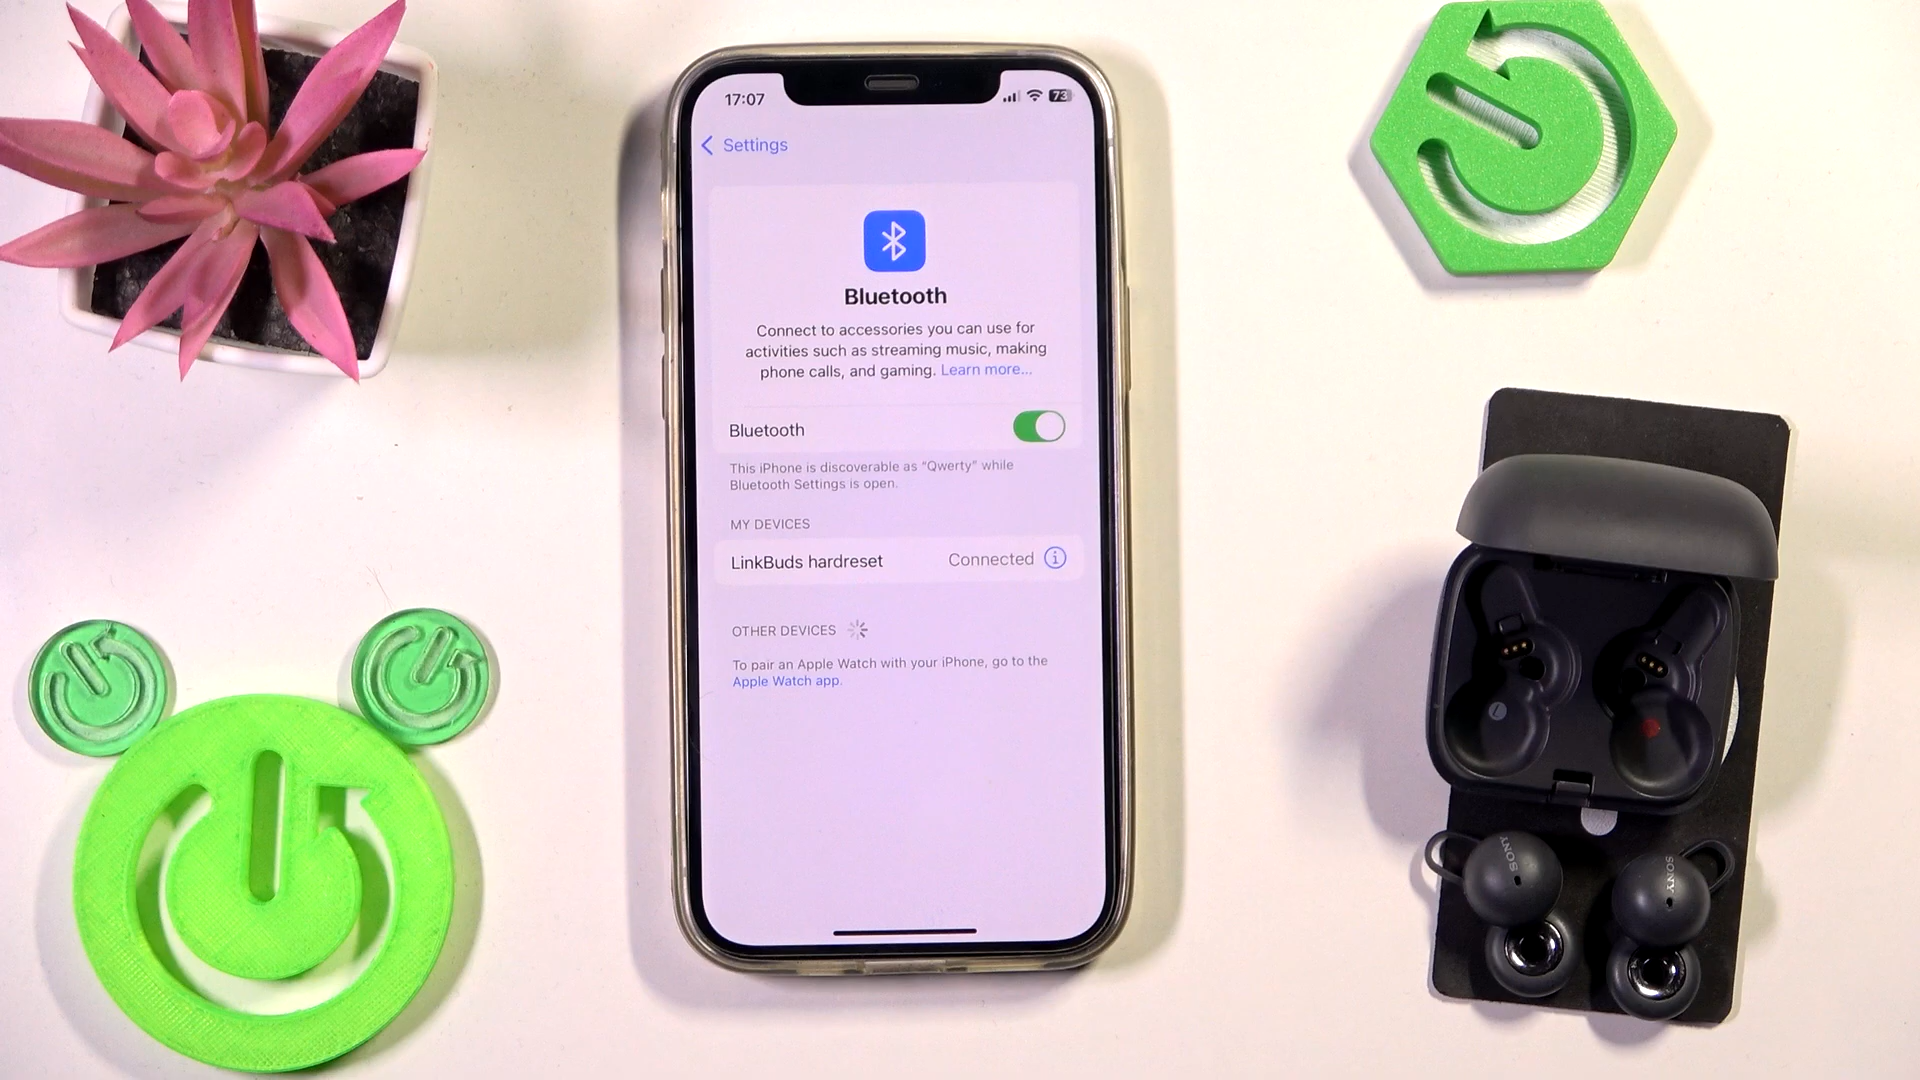 17:07
73
Settings
Bluetooth
Connect to accessories you can use for
activities such as streaming music, making
phone calls, and gaming. Learn more...
Bluetooth
This iPhone is discoverable as “Qwerty” while
Bluetooth Settings is open.
MY DEVICES
LinkBuds hardreset Connected
OTHER DEVICES
To pair an Apple Watch with your iPhone, go to the
Apple Watch app.
L
SONY
SONY